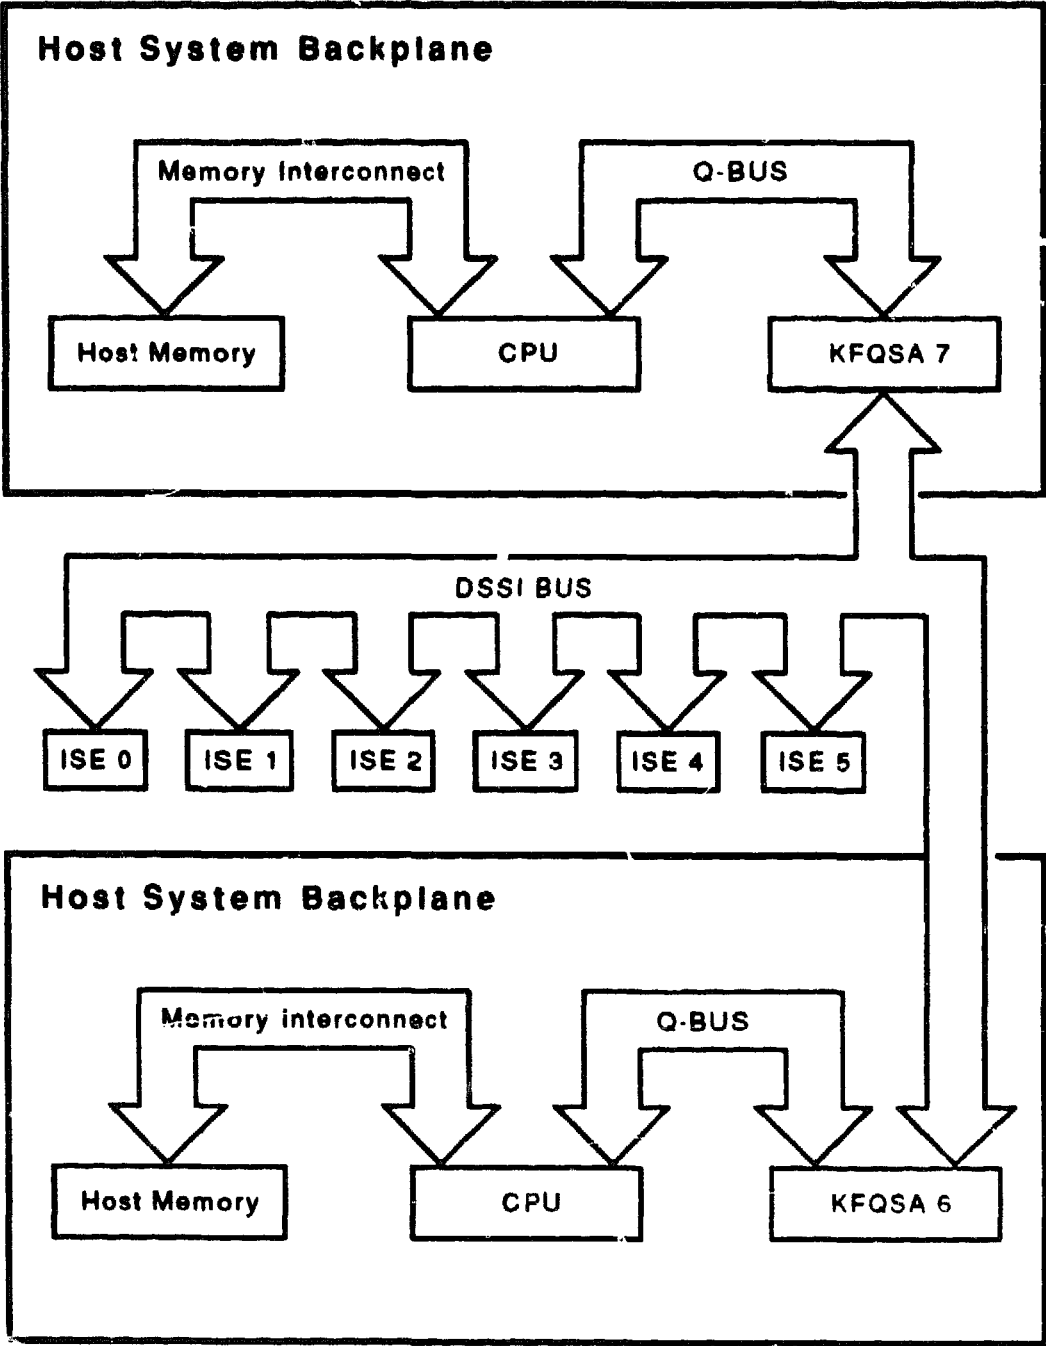 Host System Backplane
Memory Interconnect
Q-BUS
Host Memory
CPU
KFQSA 7
DSSI BUS
ISE 0
ISE 1
ISE 2
ISE 3
ISE 4
ISE 5
Host System Backplane
Memory interconnect
Q-BUS
Host Memory
CPU
KFQSA 6